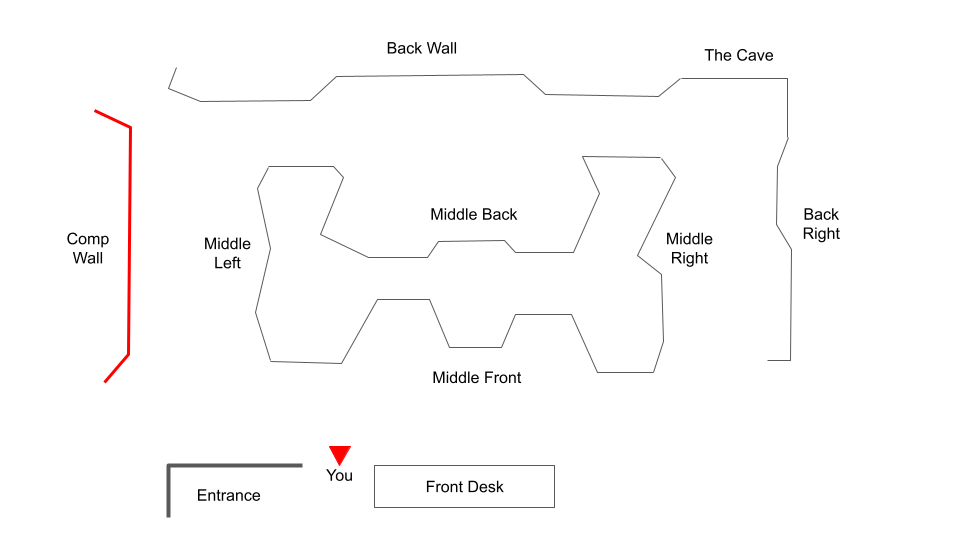 Back Wall
The Cave
Comp
Wall
Middle
Left
Middle Back
Middle
Right
Back
Right
Middle Front
You
Entrance
Front Desk